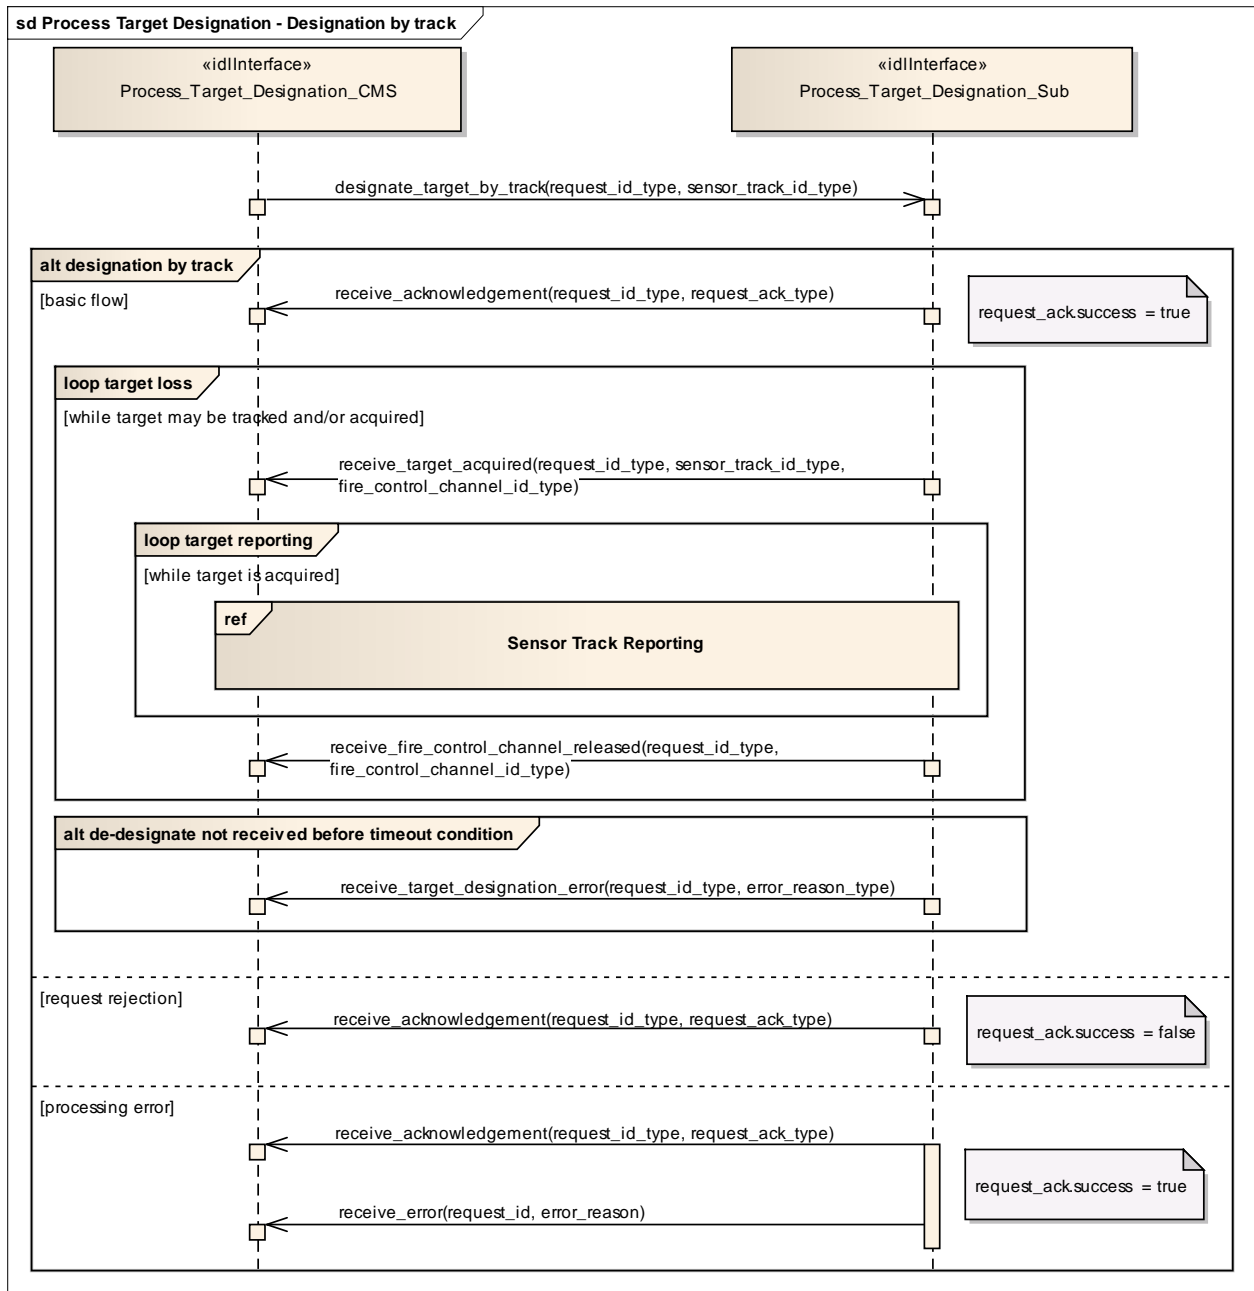 sd Process Target Designation - Designation by track
«idlInterface»
Process_Target_Designation_CMS
«idlInterface»
Process_Target_Designation_Sub
designate_target_by_track(request_id_type, sensor_track_id_type)
alt designation by track
[basic flow]
receive_acknowledgement(request_id_type, request_ack_type)
request_ack.success = true
loop target loss
[while target may be tracked and/or acquired]
receive_target_acquired(request_id_type, sensor_track_id_type,
fire_control_channel_id_type)
loop target reporting
[while target is acquired]
ref
Sensor Track Reporting
receive_fire_control_channel_released(request_id_type,
fire_control_channel_id_type)
alt de-designate not received before timeout condition
receive_target_designation_error(request_id_type, error_reason_type)
[request rejection]
receive_acknowledgement(request_id_type, request_ack_type)
request_ack.success = false
[processing error]
receive_acknowledgement(request_id_type, request_ack_type)
request_ack.success = true
receive_error(request_id, error_reason)